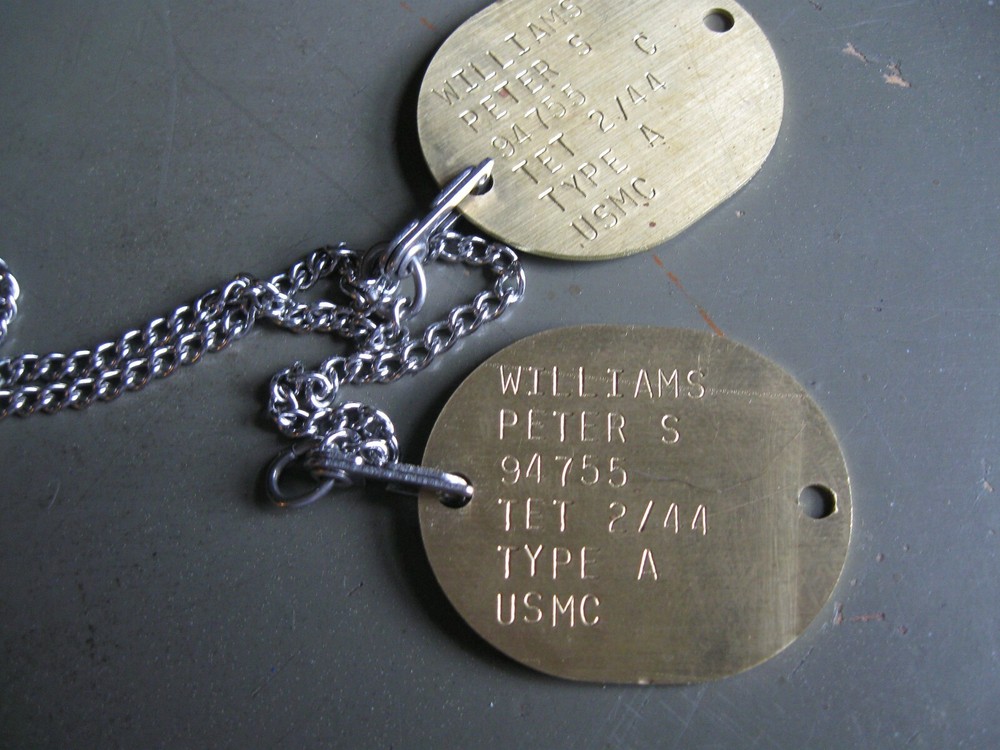 WILLIAMS
PETER S C
94755
TET 2/44
TYPE A
USMC
WILLIAMS
PETER S
94755
TET 2/44
TYPE A
USMC